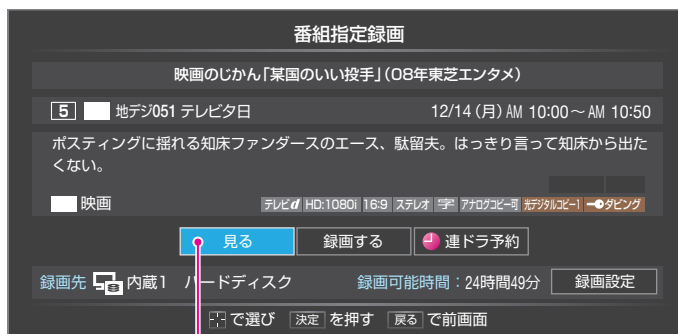 番組指定録画
映画のじかん「某国のいい投手」(08年東芝エンタメ)
5 地デジ051 テレビタ日 12/14(月)AM 10:00～AM 10:50
ポスティングに揺れる知床ファンダースのエース、駄留夫。はっきり言って知床から出た
くない。
映画 テレビd HD:1080i 16:9 ステレオ 字 アナログコピー可 光デジタルコピー1 ダビング
見る 録画する 連ドラ予約
録画先 内蔵1 ハードディスク 録画可能時間:24時間49分 録画設定
で選び 決定 を押す 戻る で前画面